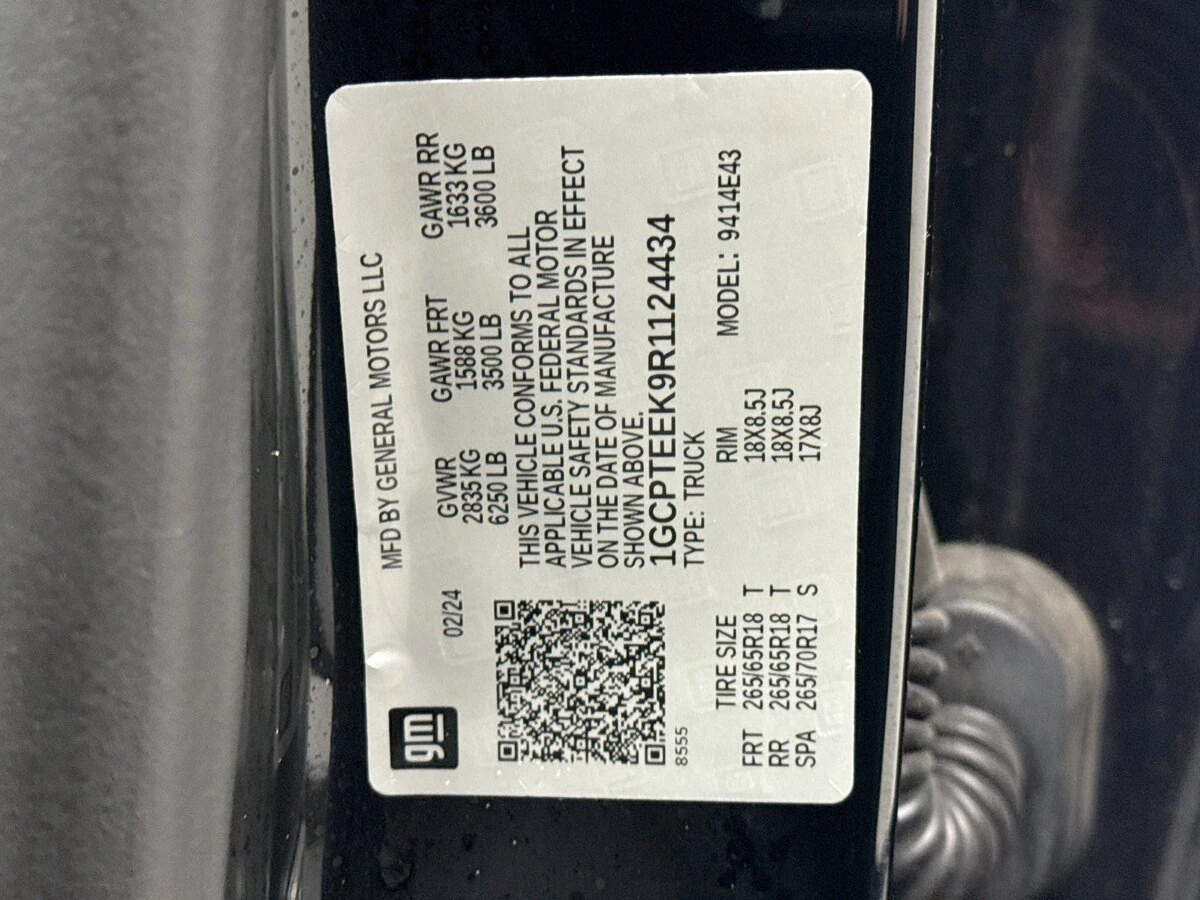 gm
MFD BY GENERAL MOTORS LLC
02/24
GVWR GAWR FRT GAWR RR
2835 KG 1588 KG 1633 KG
6250 LB 3500 LB 3600 LB
THIS VEHICLE CONFORMS TO ALL
APPLICABLE U.S. FEDERAL MOTOR
VEHICLE SAFETY STANDARDS IN EFFECT
ON THE DATE OF MANUFACTURE
SHOWN ABOVE.
1GCPTEEK9R1124434
8555
TYPE: TRUCK
TIRE SIZE RIM MODEL: 9414E43
FRT 265/65R18 T 18X8.5J
RR 265/65R18 T 18X8.5J
SPA 265/70R17 S 17X8J